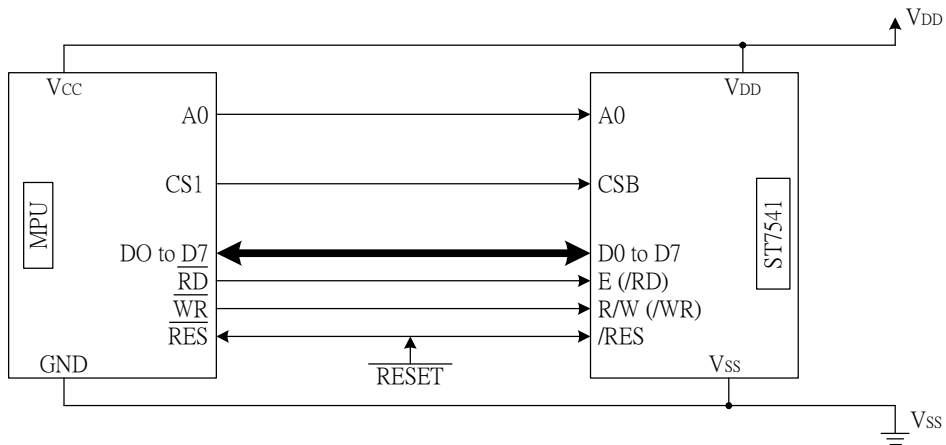 VDD
VCC
VDD
A0
A0
CS1
CSB
MPU
ST7541
DO to D7
D0 to D7
RD
E (/RD)
WR
R/W (/WR)
RES
/RES
GND
RESET
VSS
VSS